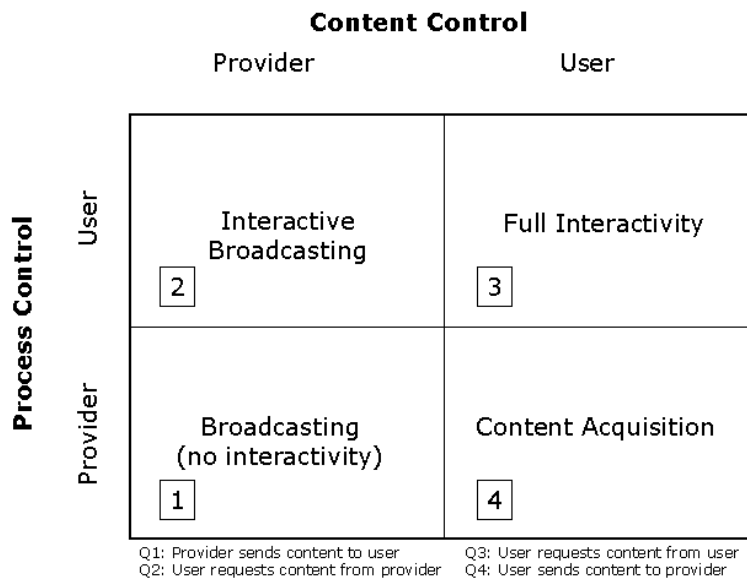 Content Control
Provider
User
Process Control
User
Interactive
Broadcasting
2
Full Interactivity
3
Provider
Broadcasting
(no interactivity)
1
Content Acquisition
4
Q1: Provider sends content to user
Q2: User requests content from provider
Q3: User requests content from user
Q4: User sends content to provider